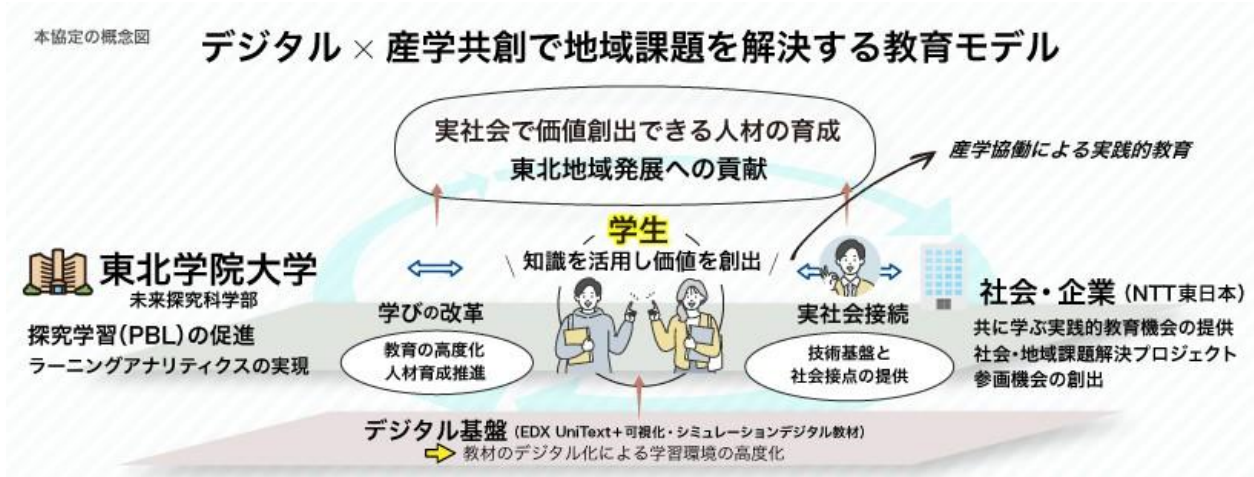 本協定の概念図
デジタル × 産学共創で地域課題を解決する教育モデル
実社会で価値創出できる人材の育成
東北地域発展への貢献
産学協働による実践的教育
学生
知識を活用し価値を創出
東北学院大学
未来探究科学部
探究学習(PBL)の促進
ラーニングアナリティクスの実現
学びの改革
教育の高度化
人材育成推進
実社会接続
技術基盤と
社会接点の提供
社会・企業(NTT東日本)
共に学ぶ実践的教育機会の提供
社会・地域課題解決プロジェクト
参画機会の創出
デジタル基盤(EDX UniText+可視化・シミュレーションデジタル教材)
教材のデジタル化による学習環境の高度化